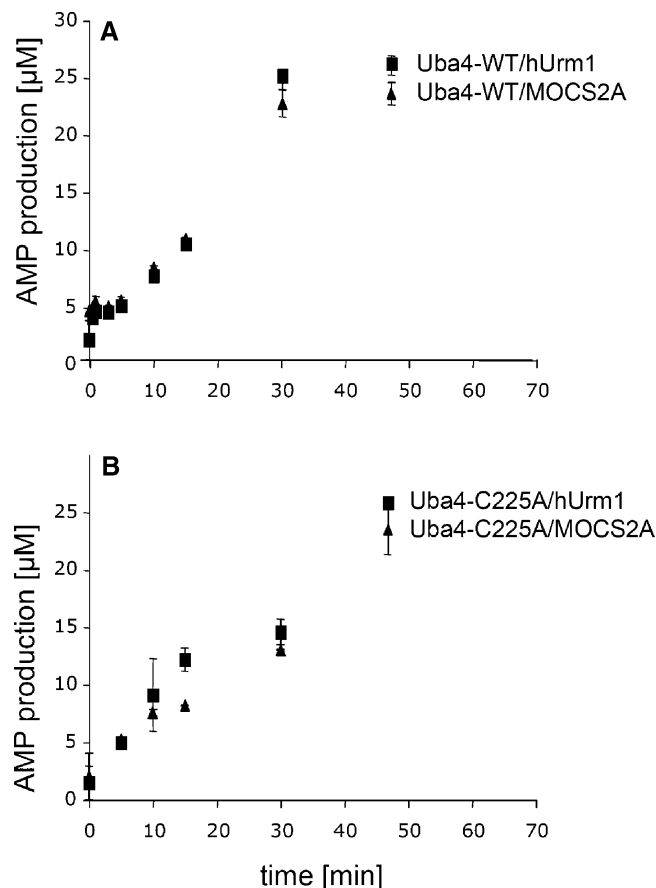 A
AMP production [µM]
30
25
20
15
10
5
0
Uba4-WT/hUrm1
Uba4-WT/MOCS2A
0 10 20 30 40 50 60 70
B
AMP production [µM]
25
20
15
10
5
0
Uba4-C225A/hUrm1
Uba4-C225A/MOCS2A
0 10 20 30 40 50 60 70
time [min]